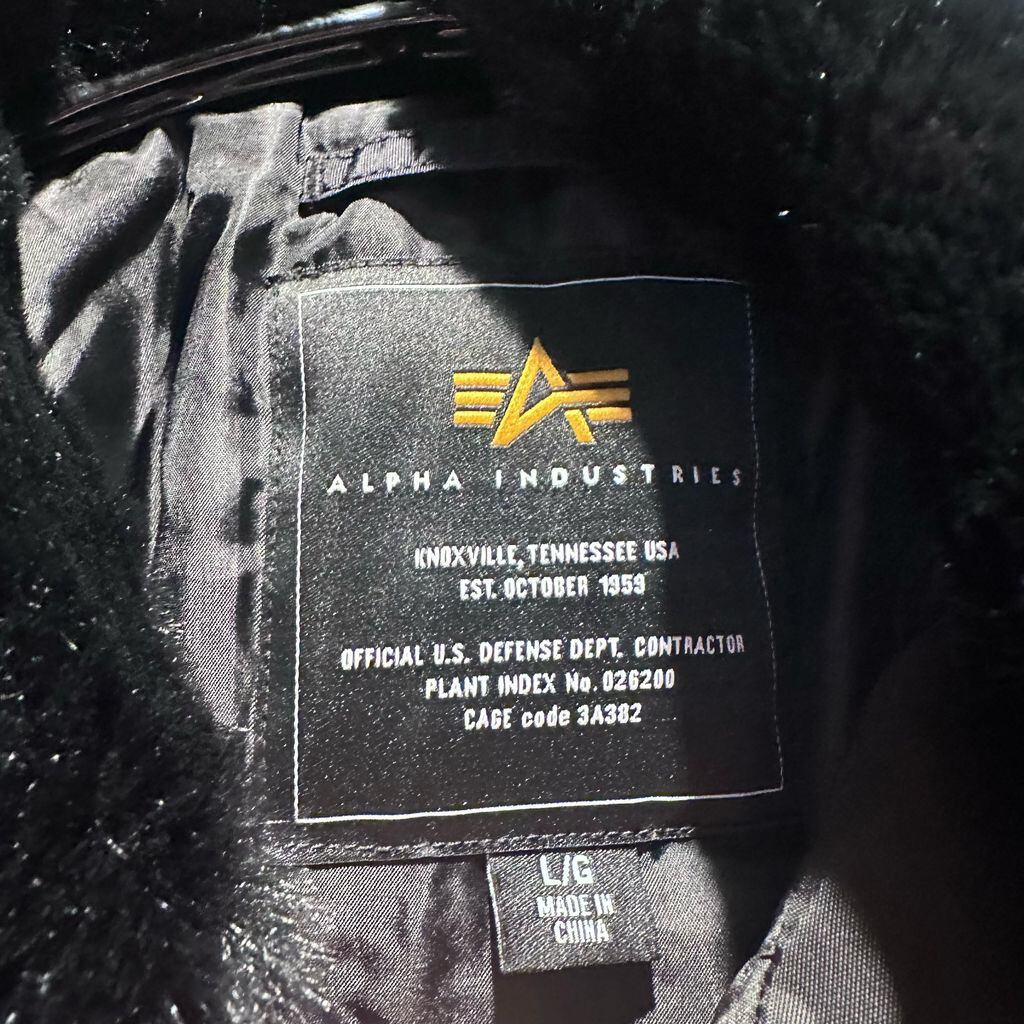 ALPHA INDUSTRIES
KNOXVILLE, TENNESSEE USA
EST. OCTOBER 1959
OFFICIAL U.S. DEFENSE DEPT. CONTRACTOR
PLANT INDEX No. 026200
CAGE code 3A382
L/G
MADE IN
CHINA